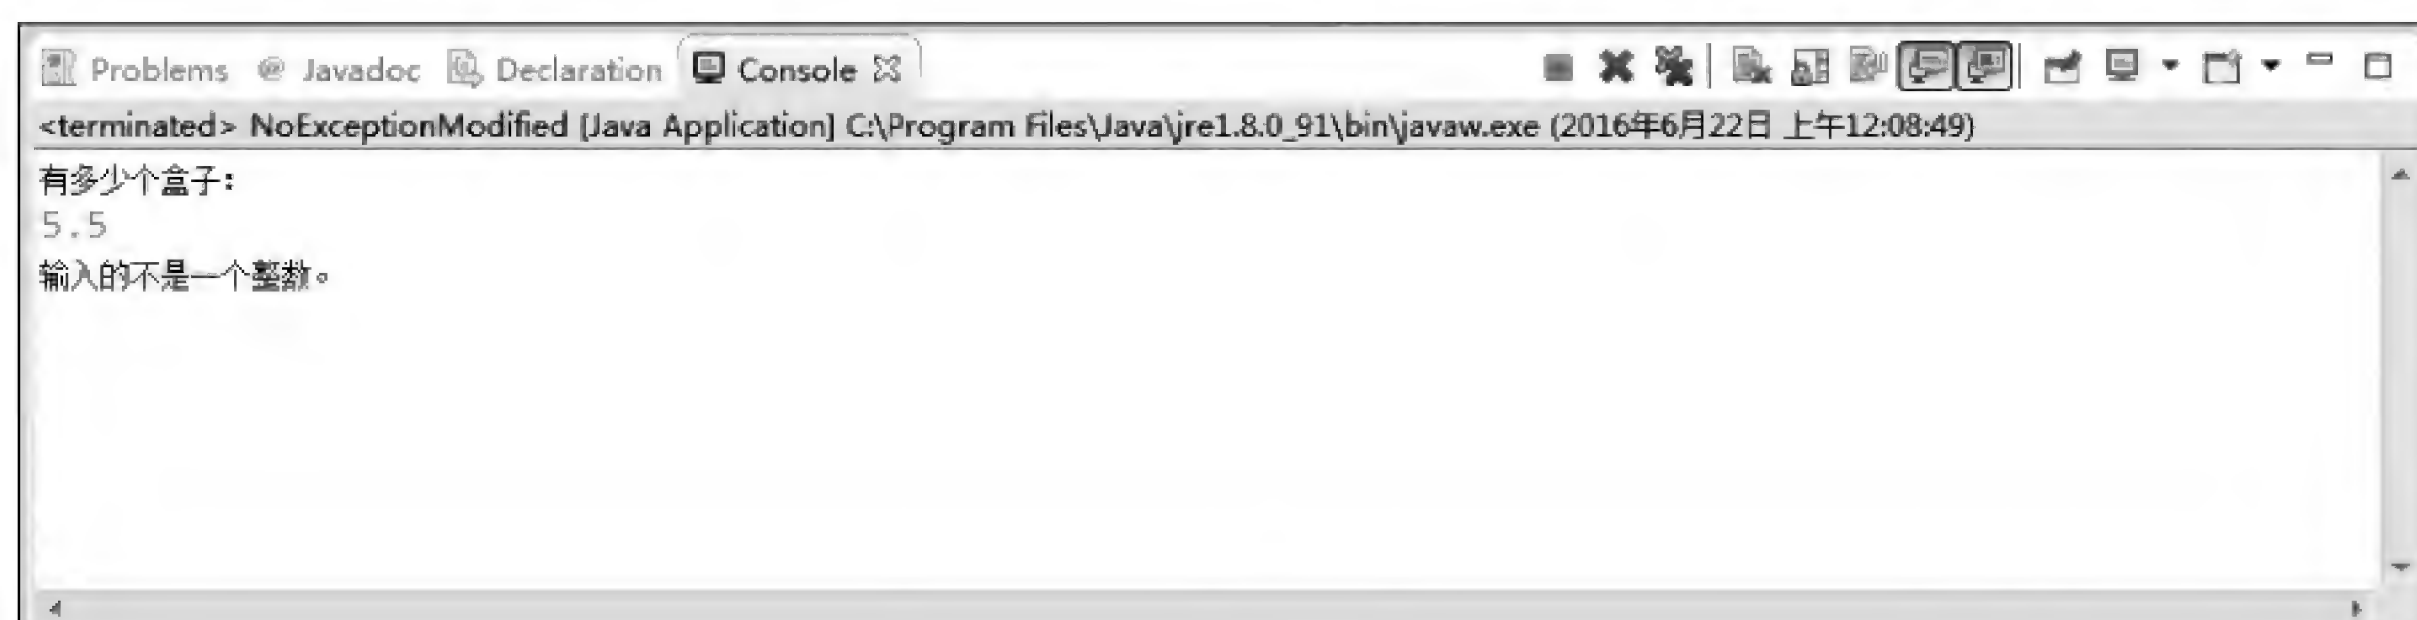 Problems @ Javadoc Declaration Console
<terminated> NoExceptionModified [Java Application] C:\Program Files\Java\jre1.8.0_91\bin\javaw.exe (2016年6月22日 上午12:08:49)
有多少个盒子：
5.5
输入的不是一个整数。